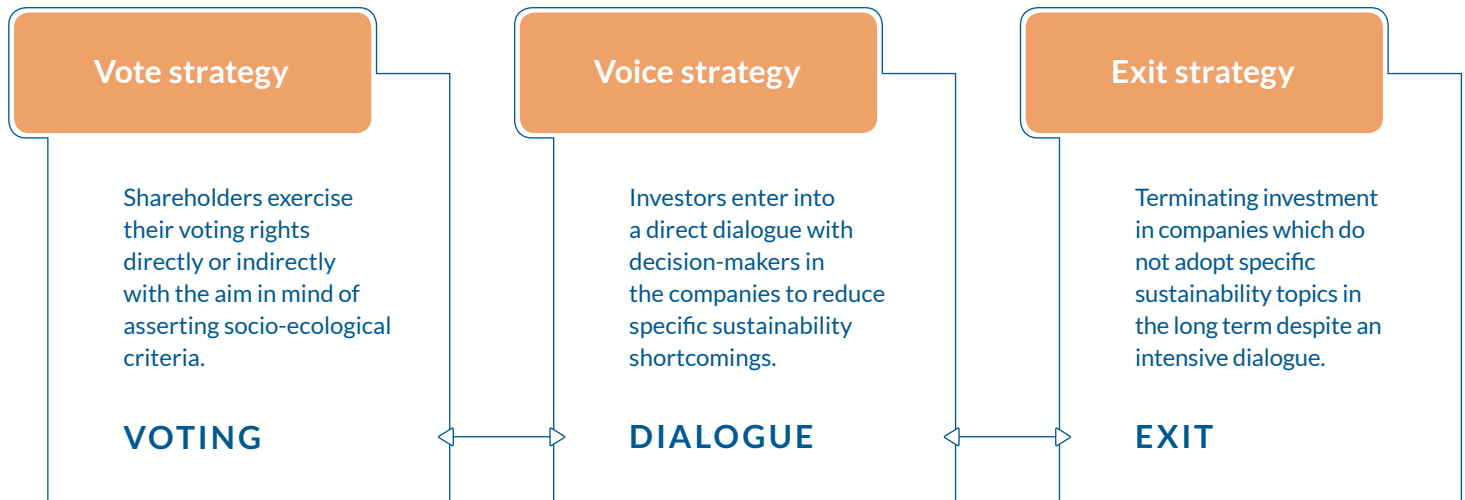 Vote strategy
Shareholders exercise
their voting rights
directly or indirectly
with the aim in mind of
asserting socio-ecological
criteria.
VOTING
Voice strategy
Investors enter into
a direct dialogue with
decision-makers in
the companies to reduce
specific sustainability
shortcomings.
DIALOGUE
Exit strategy
Terminating investment
in companies which do
not adopt specific
sustainability topics in
the long term despite an
intensive dialogue.
EXIT